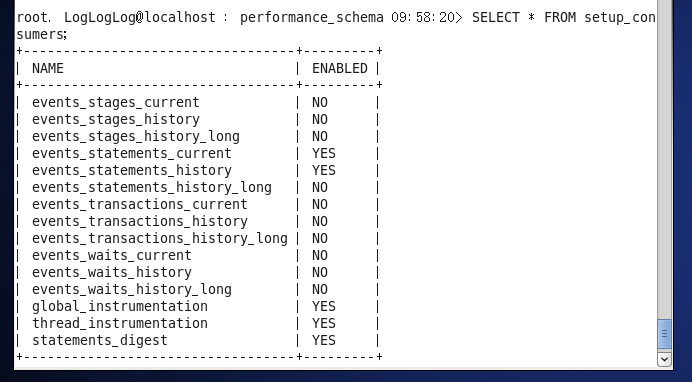 root. LogLogLog@localhost : performance_schema 09:58:20> SELECT * FROM setup_con
sumers;
+----------------------------------+---------+
| NAME                             | ENABLED |
+----------------------------------+---------+
| events_stages_current            | NO      |
| events_stages_history            | NO      |
| events_stages_history_long       | NO      |
| events_statements_current        | YES     |
| events_statements_history        | YES     |
| events_statements_history_long   | NO      |
| events_transactions_current      | NO      |
| events_transactions_history      | NO      |
| events_transactions_history_long | NO      |
| events_waits_current             | NO      |
| events_waits_history             | NO      |
| events_waits_history_long        | NO      |
| global_instrumentation           | YES     |
| thread_instrumentation           | YES     |
| statements_digest                | YES     |
+----------------------------------+---------+